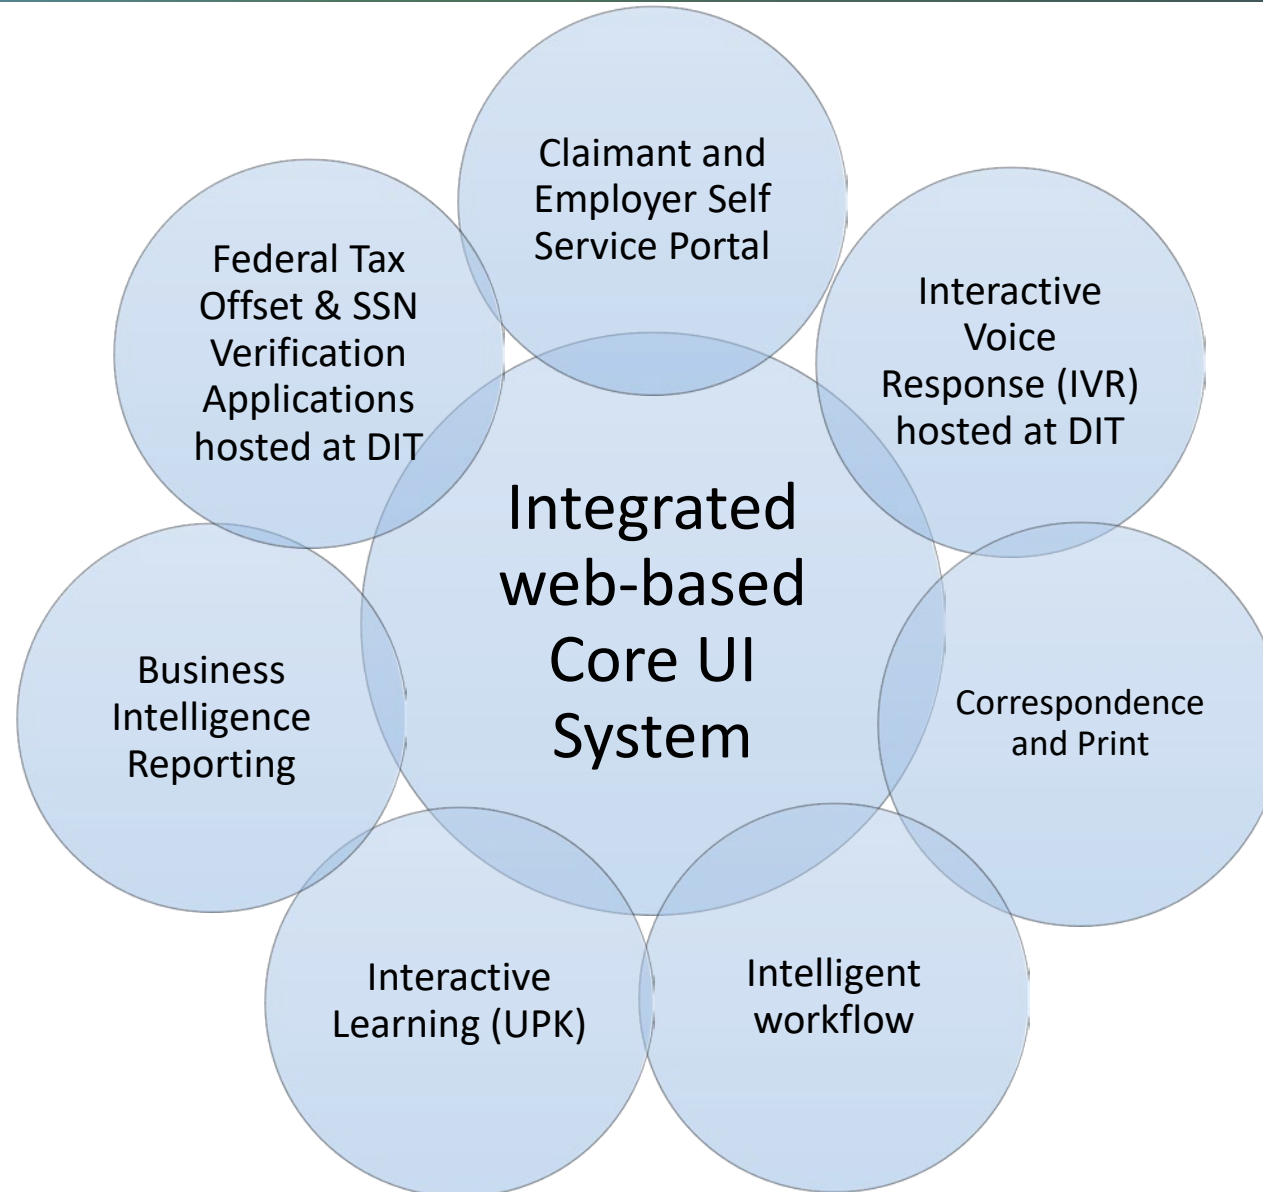 Claimant and
Employer Self
Service Portal
Interactive
Voice
Response (IVR)
hosted at DIT
Correspondence
and Print
Intelligent
workflow
Interactive
Learning (UPK)
Business
Intelligence
Reporting
Federal Tax
Offset & SSN
Verification
Applications
hosted at DIT
Integrated
web-based
Core UI
System